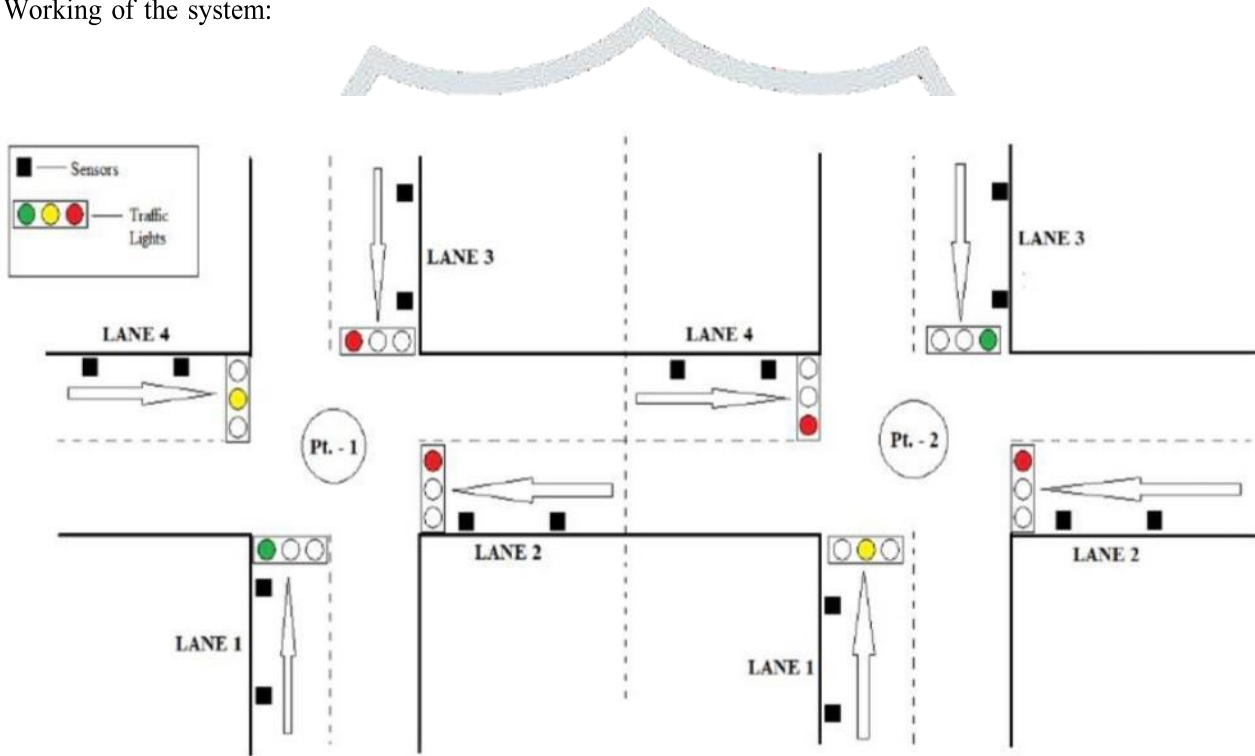 Working of the system:
Sensors
Traffic
Lights
LANE 3
LANE 3
LANE 4
LANE 4
Pt. - 1
Pt. - 2
LANE 2
LANE 2
LANE 1
LANE 1